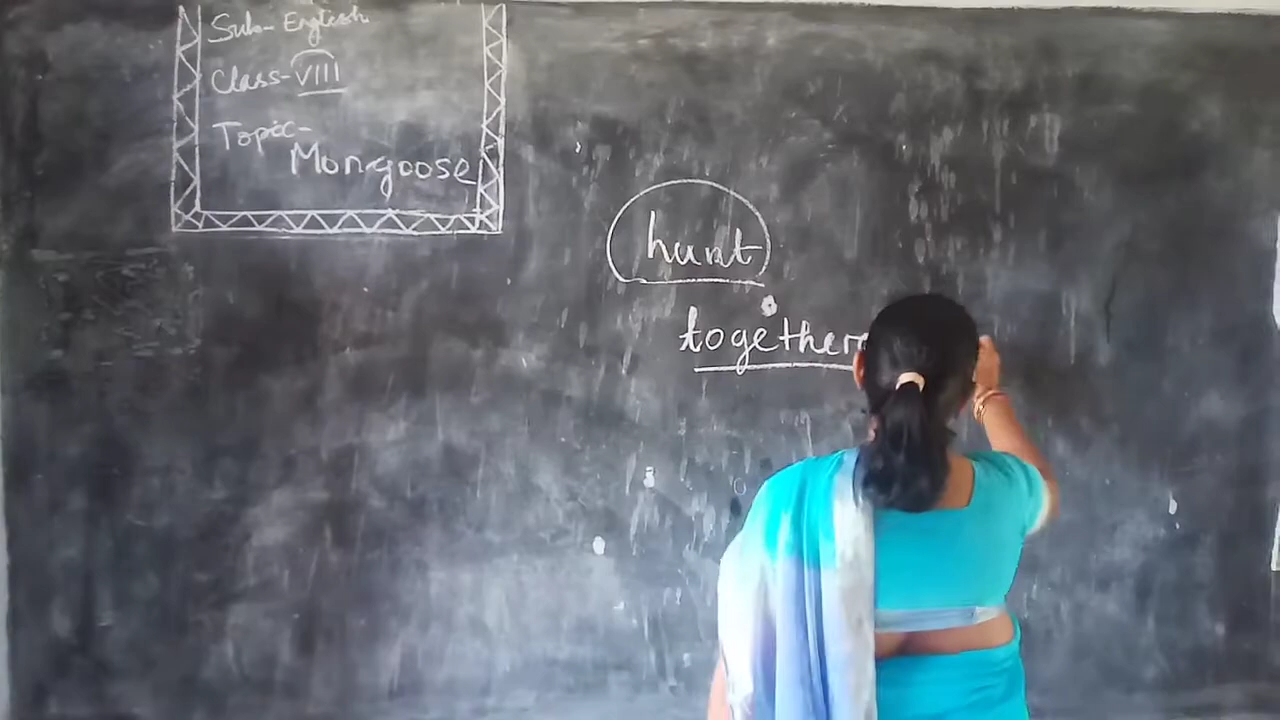 Sub- English
Class-VIII
Topic-
Mongoose
hunt
together